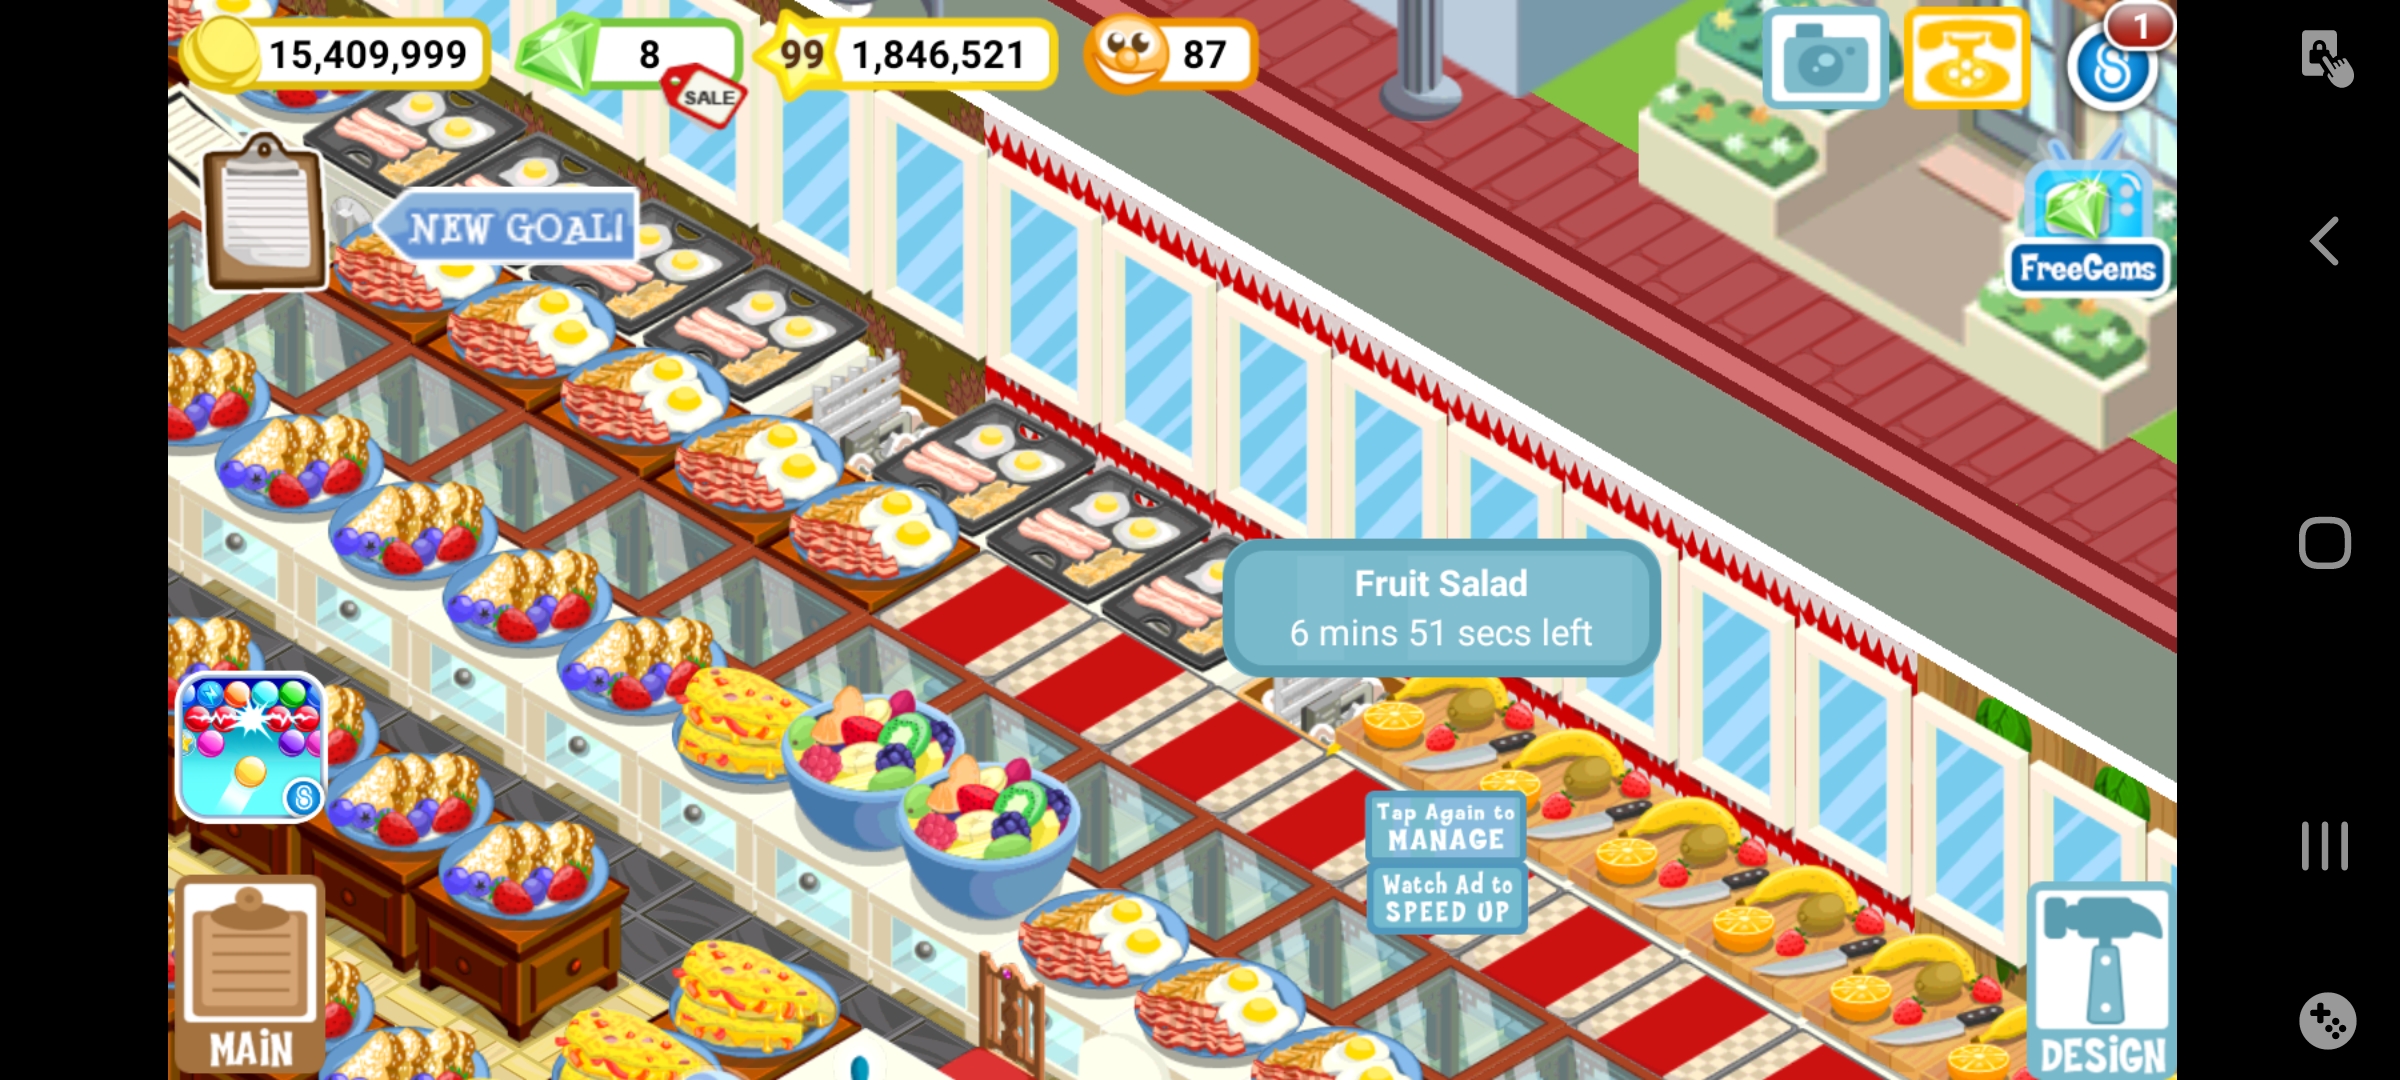 15,409,999
8
SALE
99
1,846,521
87
1
NEW GOAL!
FreeGems
Fruit Salad
6 mins 51 secs left
Tap Again to
MANAGE
Watch Ad to
SPEED UP
MAIN
DESIGN